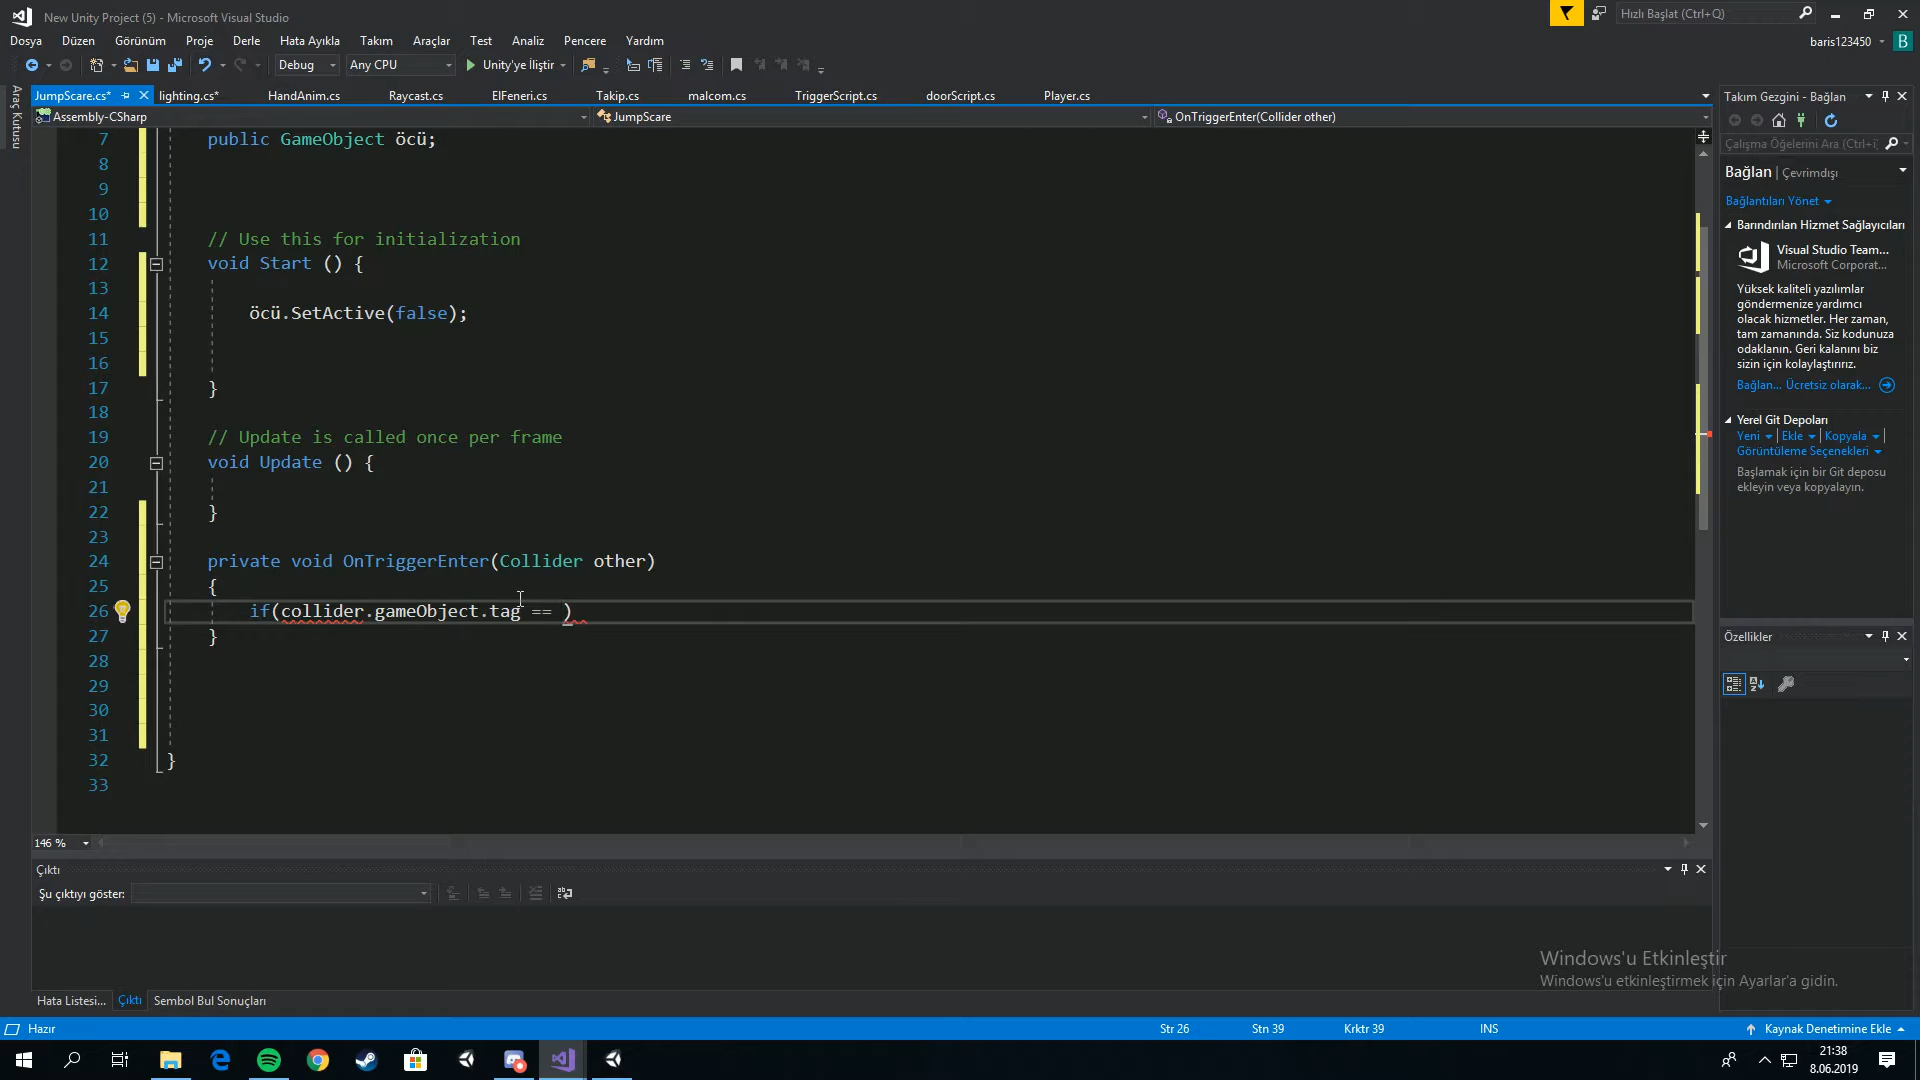 New Unity Project (5) - Microsoft Visual Studio
Hızlı Başlat (Ctrl+Q)
Dosya Düzen Görünüm Proje Derle Hata Ayıkla Takım Araçlar Test Analiz Pencere Yardım
baris123450 B
Debug Any CPU Unity'ye İliştir
Araç Kutusu
JumpScare.cs* lighting.cs* HandAnim.cs Raycast.cs ElFeneri.cs Takip.cs malcom.cs TriggerScript.cs doorScript.cs Player.cs
Assembly-CSharp JumpScare OnTriggerEnter(Collider other)
7 public GameObject öcü;
8
9
10
11 // Use this for initialization
12 void Start () {
13
14 öcü.SetActive(false);
15
16
17 }
18
19 // Update is called once per frame
20 void Update () {
21
22 }
23
24 private void OnTriggerEnter(Collider other)
25 {
26 if(collider.gameObject.tag == )
27 }
28
29
30
31
32 }
33
146 %
Çıktı
Şu çıktıyı göster:
Hata Listesi... Çıktı Sembol Bul Sonuçları
Takım Gezgini - Bağlan
Çalışma Öğelerini Ara (Ctrl+i
Bağlan | Çevrimdışı
Bağlantıları Yönet
Barındırılan Hizmet Sağlayıcıları
Visual Studio Team...
Microsoft Corporat...
Yüksek kaliteli yazılımlar
göndermenize yardımcı
olacak hizmetler. Her zaman,
tam zamanında. Siz kodunuza
odaklanın. Geri kalanını biz
sizin için kolaylaştırırız.
Bağlan... Ücretsiz olarak...
Yerel Git Depoları
Yeni | Ekle | Kopyala |
Görüntüleme Seçenekleri
Başlamak için bir Git deposu
ekleyin veya kopyalayın.
Özellikler
Windows'u Etkinleştir
Windows'u etkinleştirmek için Ayarlar'a gidin.
Hazır Str 26 Stn 39 Krktr 39 INS Kaynak Denetimine Ekle
21:38
8.06.2019